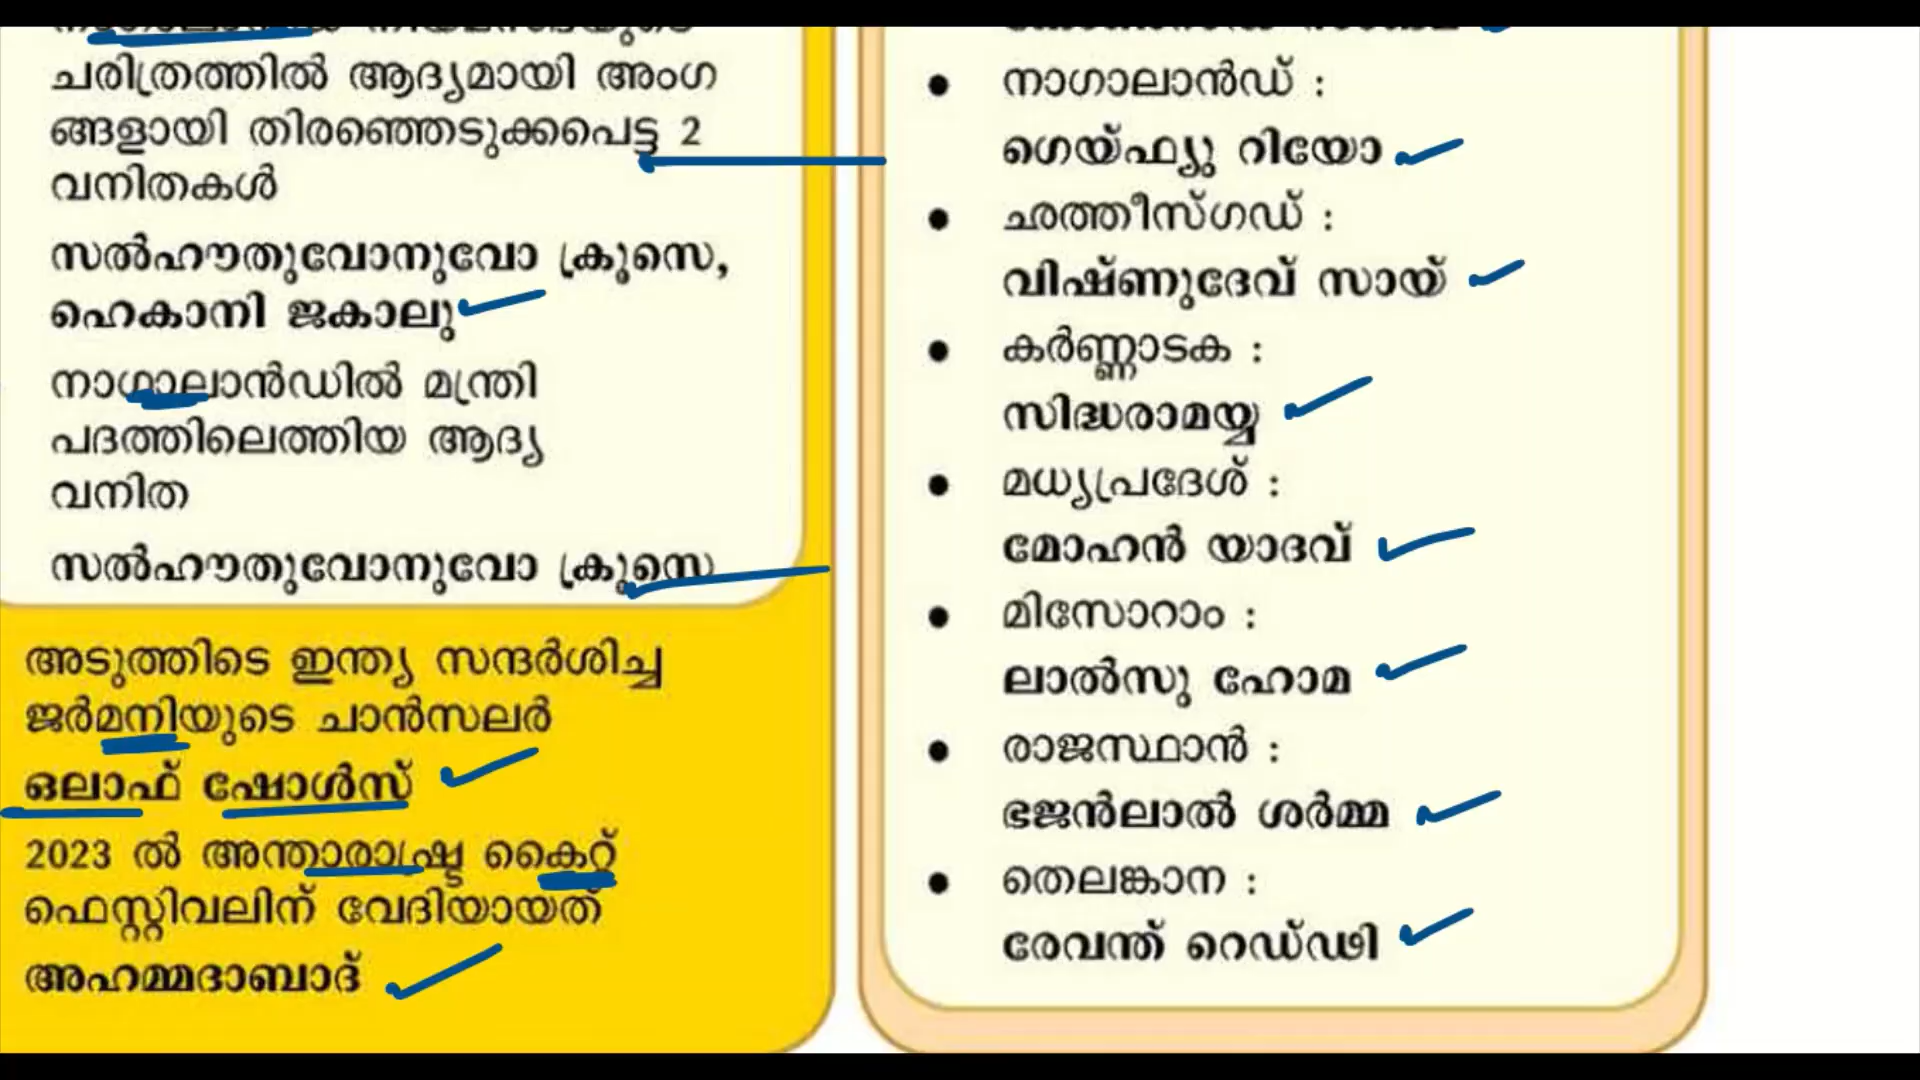 ചരിത്രത്തിൽ ആദ്യമായി അംഗ
ങ്ങളായി തിരഞ്ഞെടുക്കപെട്ട 2
വനിതകൾ
സൽഹൗതുവോനുവോ ക്രൂസെ,
ഹെകാനി ജകാലു
നാഗാലാൻഡിൽ മന്ത്രി
പദത്തിലെത്തിയ ആദ്യ
വനിത
സൽഹൗതുവോനുവോ ക്രൂസെ
അടുത്തിടെ ഇന്ത്യ സന്ദർശിച്ച
ജർമനിയുടെ ചാൻസലർ
ഒലാഫ് ഷോൾസ്
2023 ൽ അന്താരാഷ്ട്ര കൈറ്റ്
ഫെസ്റ്റിവലിന് വേദിയായത്
അഹമ്മദാബാദ്
• നാഗാലാൻഡ് :
ഗെയ്ഫ്യു റിയോ
• ഛത്തീസ്ഗഡ് :
വിഷ്ണുദേവ് സായ്
• കർണ്ണാടക :
സിദ്ധരാമയ്യ
• മധ്യപ്രദേശ് :
മോഹൻ യാദവ്
• മിസോറാം :
ലാൽസു ഹോമ
• രാജസ്ഥാൻ :
ഭജൻലാൽ ശർമ്മ
• തെലങ്കാന :
രേവന്ത് റെഡ്ഢി